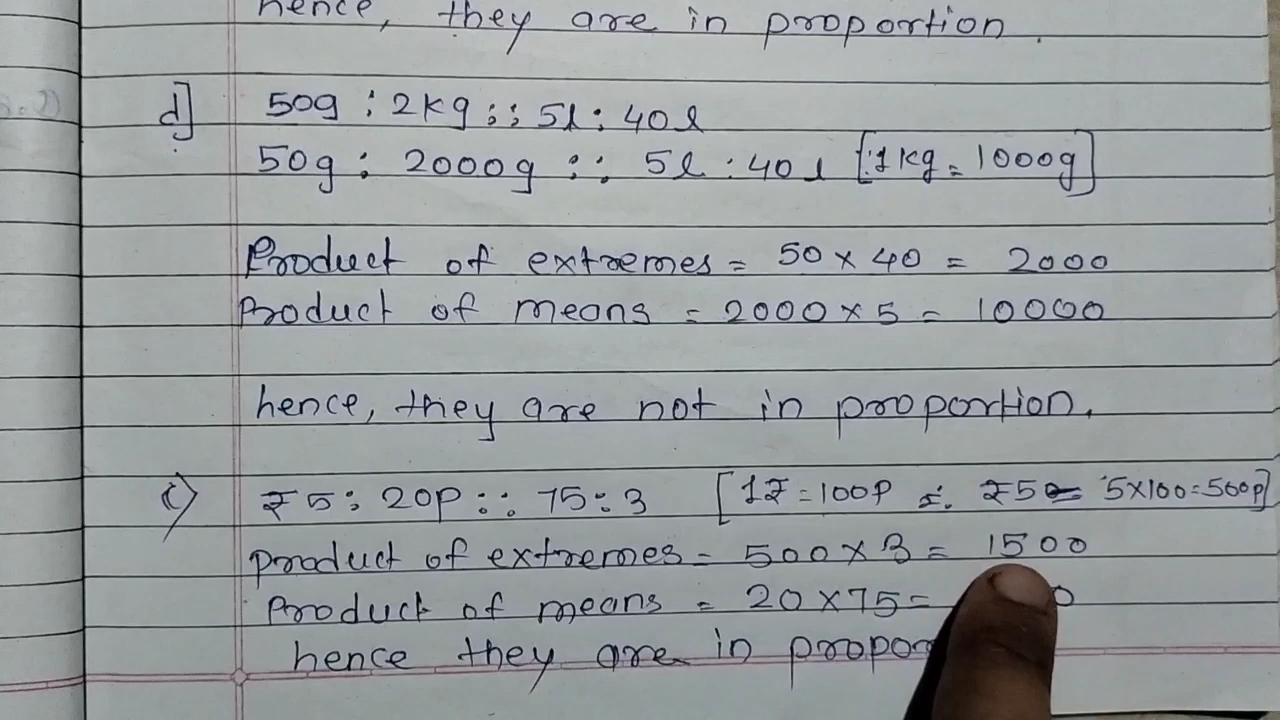 hence, they are in proportion.
d] 50g : 2kg :: 5l : 40l
50g : 2000g :: 5l : 40l [∵ 1kg = 1000g]
Product of extremes = 50 × 40 = 2000
Product of means = 2000 × 5 = 10000
hence, they are not in proportion.
c) ₹5 : 20p :: 75 : 3 [1₹ = 100p ∴ ₹5 = 5×100=500p]
product of extremes = 500 × 3 = 1500
Product of means = 20 × 75 =
hence they are in